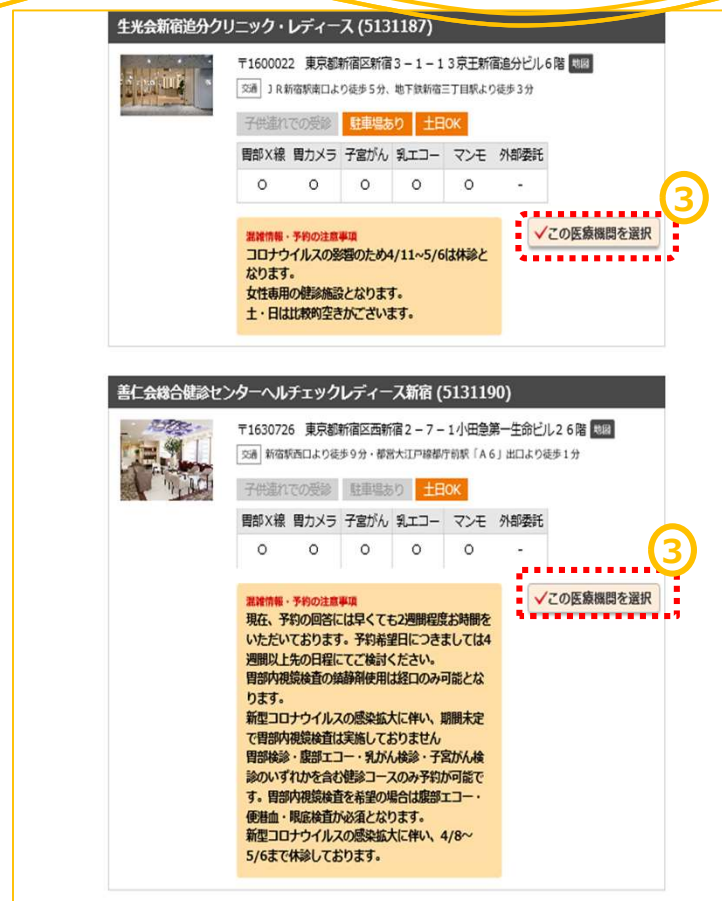 生光会新宿追分クリニック・レディース (5131187)
〒1600022 東京都新宿区新宿3－1－13京王新宿追分ビル6階 地図
交通 JR新宿駅南口より徒歩5分、地下鉄新宿三丁目駅より徒歩3分
子供連れでの受診 駐車場あり 土日OK
胃部X線 胃カメラ 子宮がん 乳エコー マンモ 外部委託
○ ○ ○ ○ ○ -
③
✓この医療機関を選択
混雑情報・予約の注意事項
コロナウイルスの影響のため4/11~5/6は休診と
なります。
女性専用の健診施設となります。
土・日は比較的空きがございます。
善仁会総合健診センターヘルチェックレディース新宿 (5131190)
〒1630726 東京都新宿区西新宿2－7－1小田急第一生命ビル26階 地図
交通 新宿駅西口より徒歩9分・都営大江戸線都庁前駅「A6」出口より徒歩1分
子供連れでの受診 駐車場あり 土日OK
胃部X線 胃カメラ 子宮がん 乳エコー マンモ 外部委託
○ ○ ○ ○ ○ -
③
✓この医療機関を選択
混雑情報・予約の注意事項
現在、予約の回答には早くても2週間程度お時間を
いただいております。予約希望日につきましては4
週間以上先の日程にてご検討ください。
胃部内視鏡検査の鎮静剤使用は経口のみ可能とな
ります。
新型コロナウイルスの感染拡大に伴い、期間未定
で胃部内視鏡検査は実施しておりません
胃部検診・腹部エコー・乳がん検診・子宮がん検
診のいずれかを含む健診コースのみ予約が可能で
す。胃部内視鏡検査を希望の場合は腹部エコー・
便潜血・眼底検査が必須となります。
新型コロナウイルスの感染拡大に伴い、4/8～
5/6まで休診しております。